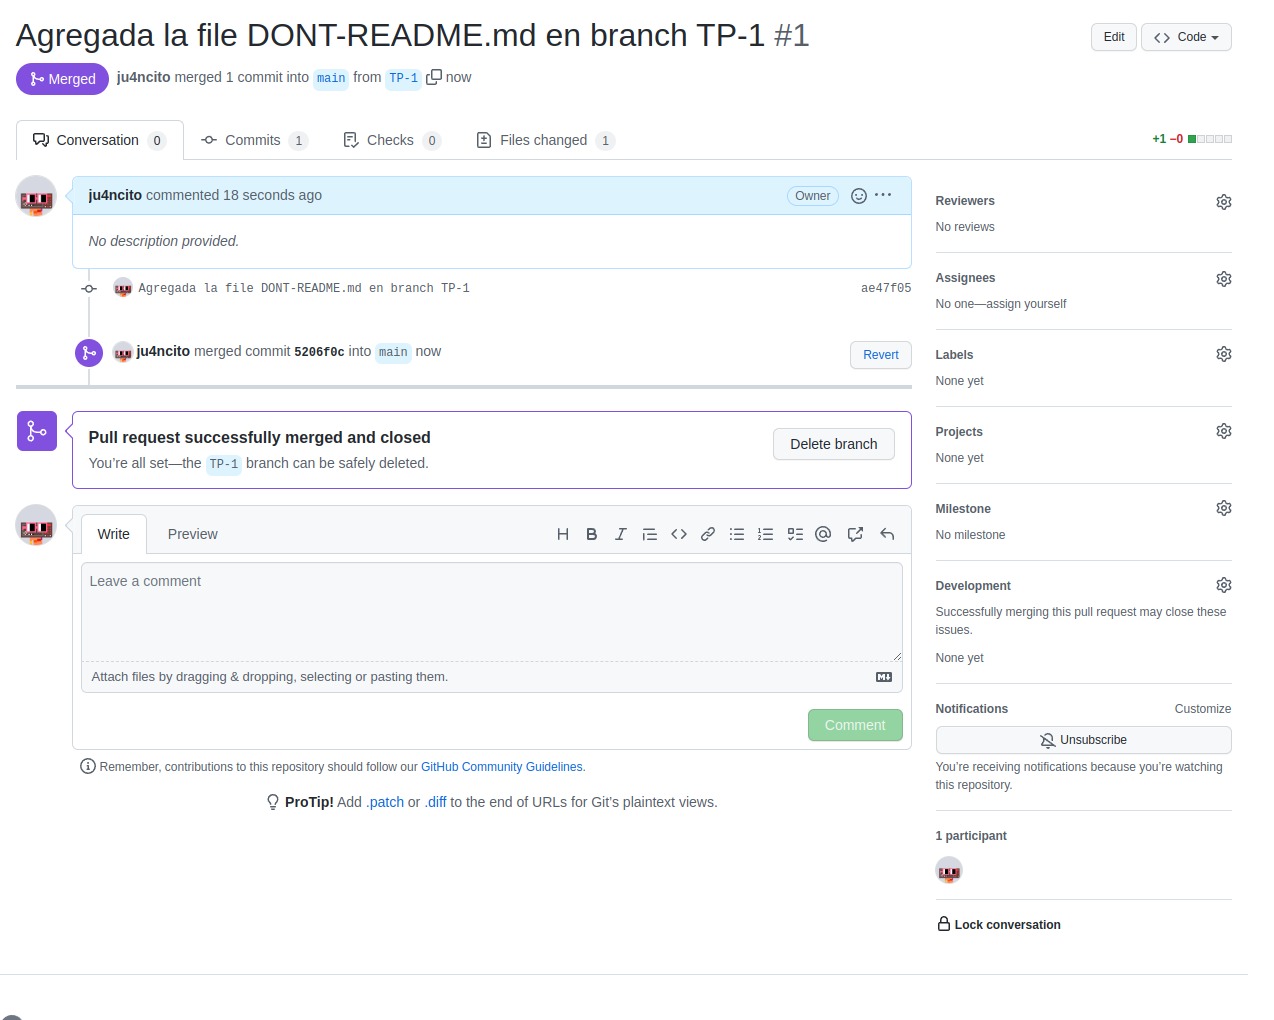 Agregada la file DONT-README.md en branch TP-1 #1
Edit
Code
Merged
ju4ncito merged 1 commit into main from TP-1 now
Conversation 0
Commits 1
Checks 0
Files changed 1
+1 −0
ju4ncito commented 18 seconds ago
Owner
No description provided.
Agregada la file DONT-README.md en branch TP-1
ae47f05
ju4ncito merged commit 5206f0c into main now
Revert
Pull request successfully merged and closed
You're all set—the TP-1 branch can be safely deleted.
Delete branch
Write
Preview
Leave a comment
Attach files by dragging & dropping, selecting or pasting them.
Comment
Remember, contributions to this repository should follow our GitHub Community Guidelines.
ProTip! Add .patch or .diff to the end of URLs for Git's plaintext views.
Reviewers
No reviews
Assignees
No one—assign yourself
Labels
None yet
Projects
None yet
Milestone
No milestone
Development
Successfully merging this pull request may close these
issues.
None yet
Notifications
Customize
Unsubscribe
You're receiving notifications because you're watching
this repository.
1 participant
Lock conversation